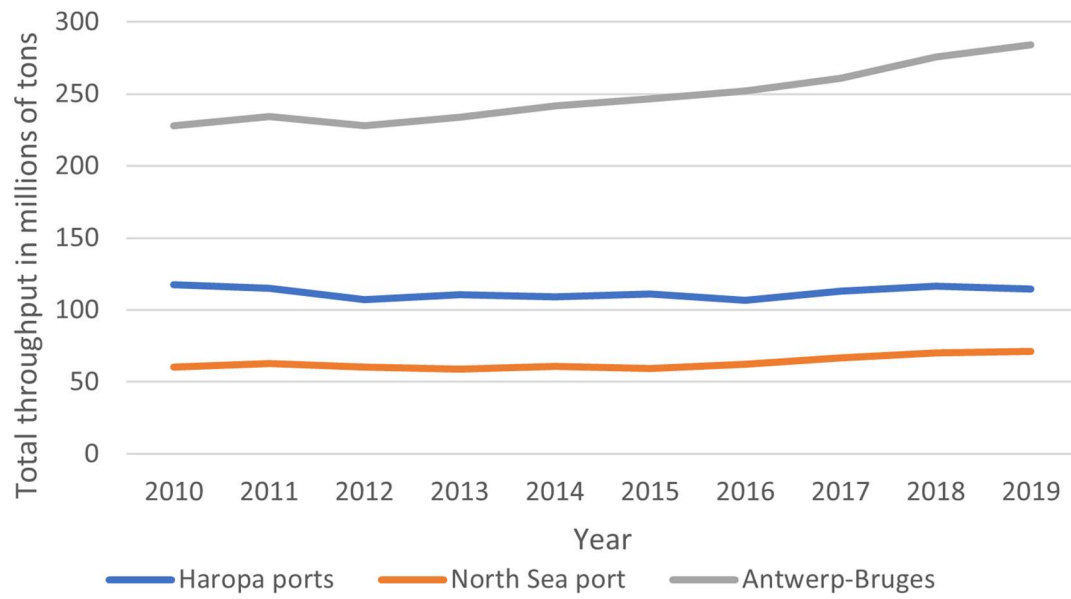 Total throughput in millions of tons
300
250
200
150
100
50
0
2010 2011 2012 2013 2014 2015 2016 2017 2018 2019
Year
Haropa ports North Sea port Antwerp-Bruges